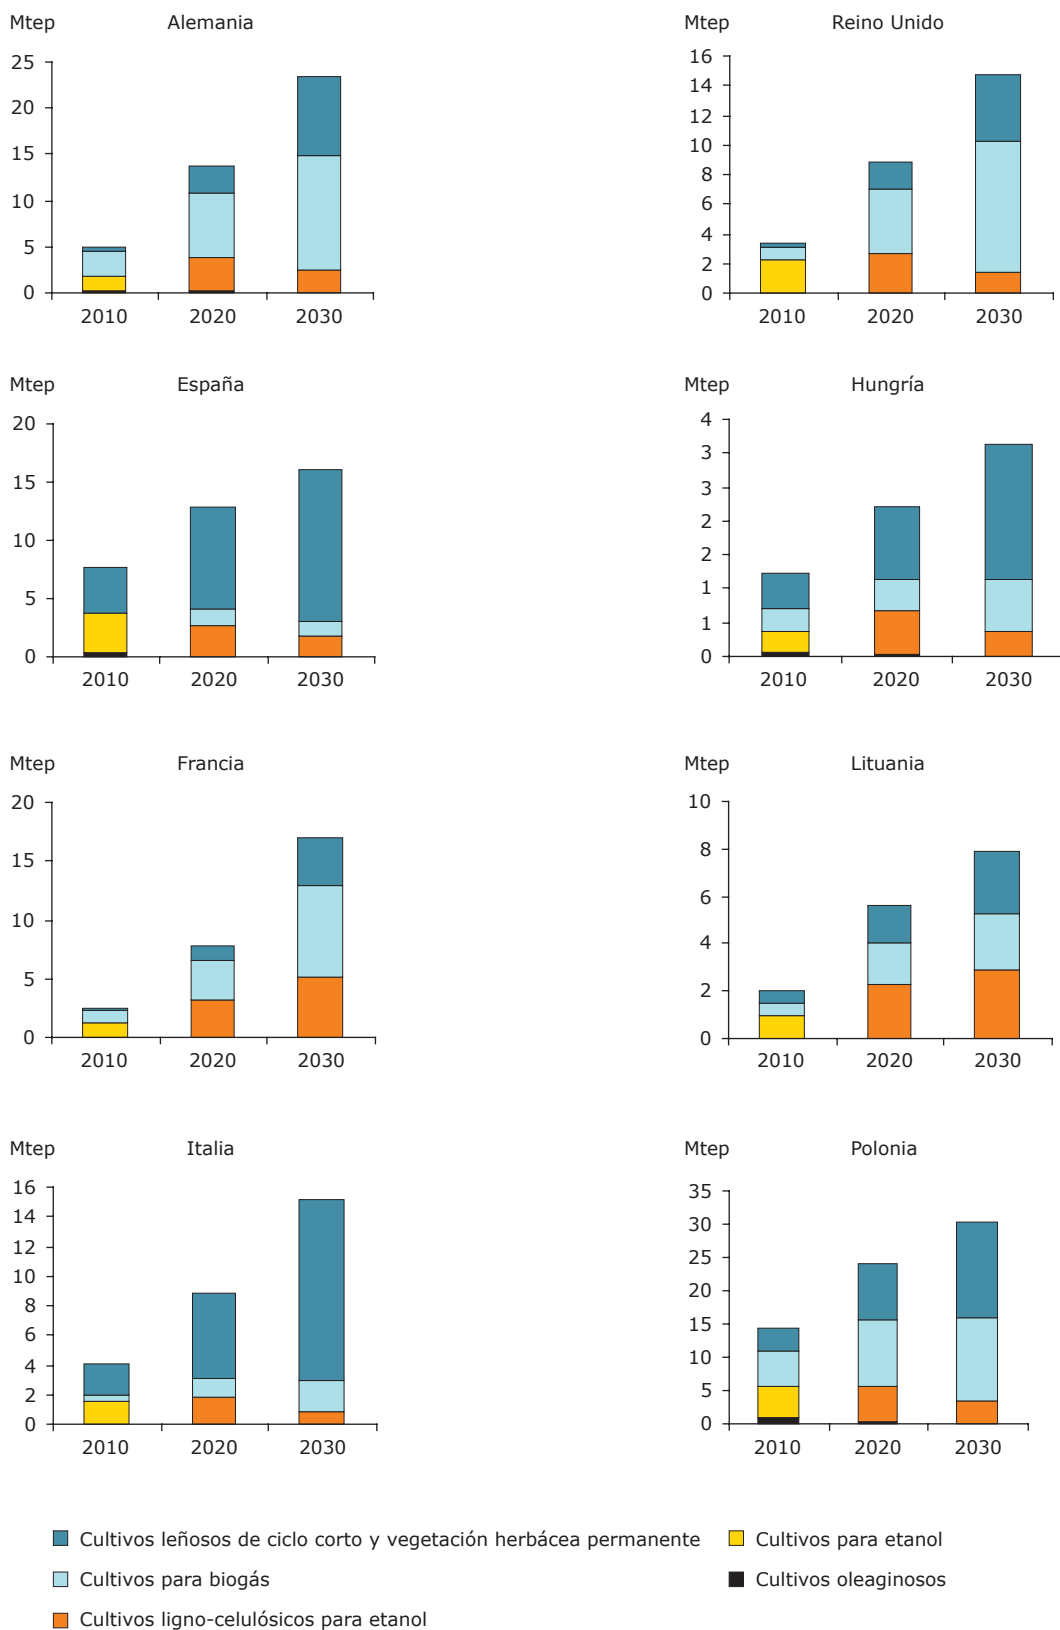 Mtep Alemania
25
20
15
10
5
0
2010 2020 2030
Mtep Reino Unido
16
14
12
10
8
6
4
2
0
2010 2020 2030
Mtep España
20
15
10
5
0
2010 2020 2030
Mtep Hungría
4
3
3
2
2
1
1
0
2010 2020 2030
Mtep Francia
20
15
10
5
0
2010 2020 2030
Mtep Lituania
10
8
6
4
2
0
2010 2020 2030
Mtep Italia
16
14
12
10
8
6
4
2
0
2010 2020 2030
Mtep Polonia
35
30
25
20
15
10
5
0
2010 2020 2030
Cultivos leñosos de ciclo corto y vegetación herbácea permanente
Cultivos para biogás
Cultivos ligno-celulósicos para etanol
Cultivos para etanol
Cultivos oleaginosos